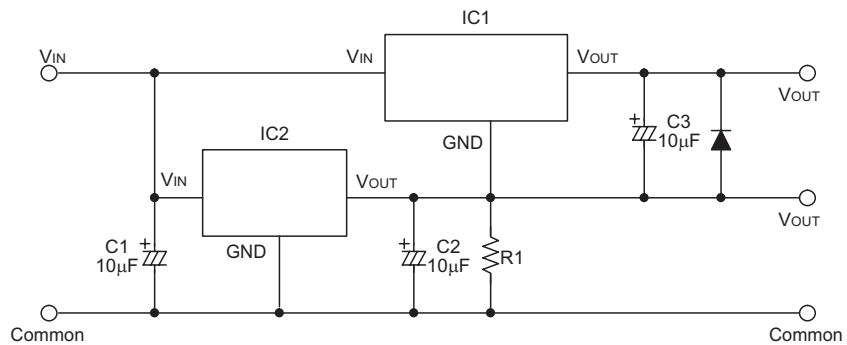 IC1
VIN
VIN
VOUT
VOUT
C3
10μF
GND
IC2
VIN
VOUT
VOUT
GND
C1
10μF
C2
10μF
R1
Common
Common